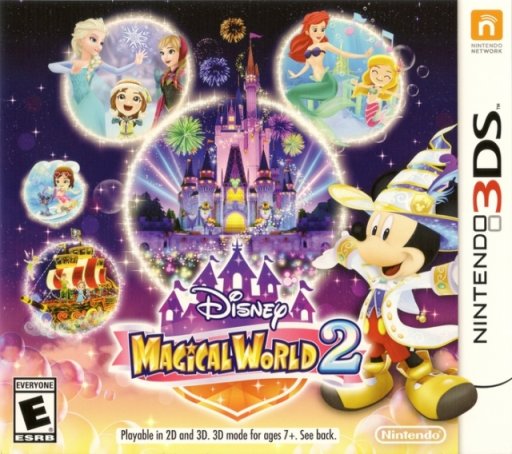 NINTENDO
NETWORK
NINTENDO 3DS™
Disney
MAGICAL WORLD 2
EVERYONE
E
ESRB
Playable in 2D and 3D. 3D mode for ages 7+. See back.
Nintendo